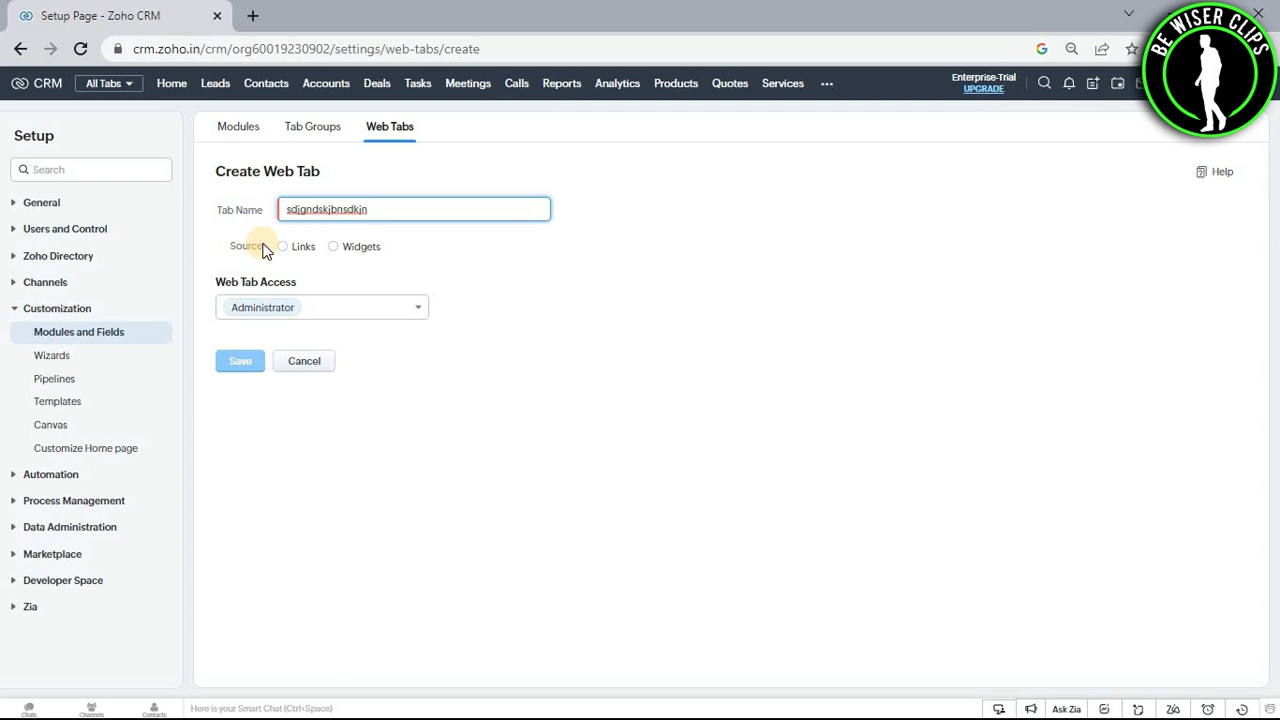 Setup Page - Zoho CRM
crm.zoho.in/crm/org60019230902/settings/web-tabs/create
BE WISER CLIPS
CRM All Tabs Home Leads Contacts Accounts Deals Tasks Meetings Calls Reports Analytics Products Quotes Services ••• Enterprise-Trial
UPGRADE
Setup
Modules Tab Groups Web Tabs
Search
Create Web Tab
Help
Tab Name sdjgndskjbnsdkjn
Source Links Widgets
Web Tab Access
Administrator
Save Cancel
General
Users and Control
Zoho Directory
Channels
Customization
Modules and Fields
Wizards
Pipelines
Templates
Canvas
Customize Home page
Automation
Process Management
Data Administration
Marketplace
Developer Space
Zia
Chats Channels Contacts Here is your Smart Chat (Ctrl+Space) Ask Zia